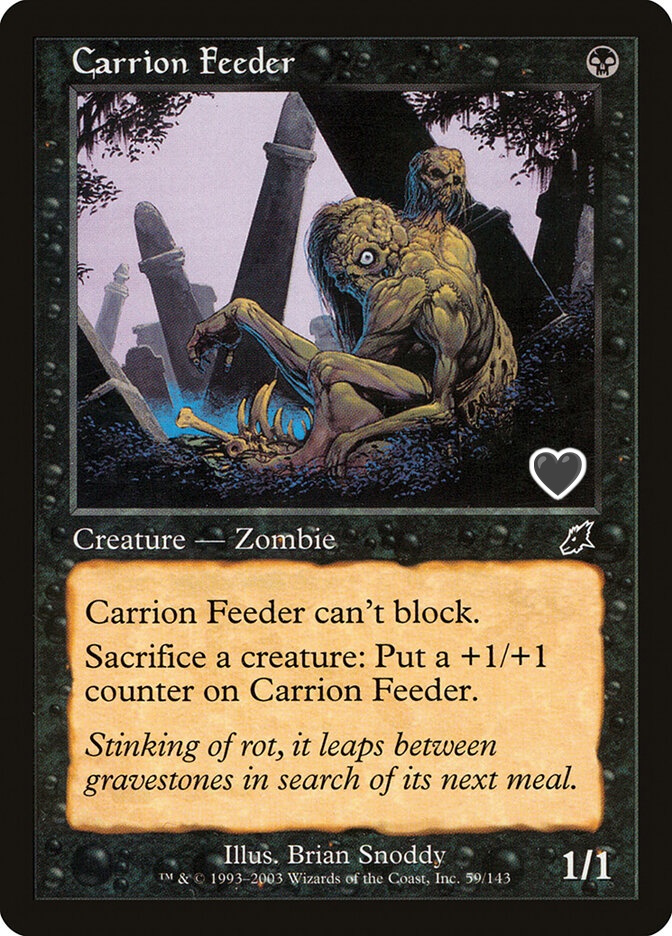 Carrion Feeder
Creature — Zombie
Carrion Feeder can't block.
Sacrifice a creature: Put a +1/+1
counter on Carrion Feeder.
Stinking of rot, it leaps between
gravestones in search of its next meal.
Illus. Brian Snoddy
™ & © 1993–2003 Wizards of the Coast, Inc. 59/143
1/1